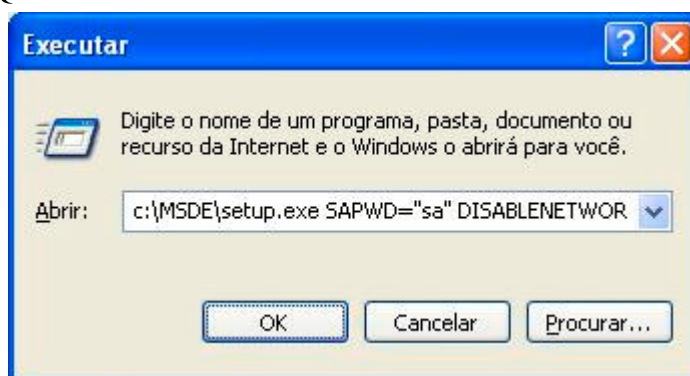 Executar
Digite o nome de um programa, pasta, documento ou
recurso da Internet e o Windows o abrirá para você.
Abrir: c:\MSDE\setup.exe SAPWD="sa" DISABLENETWOR
OK Cancelar Procurar...